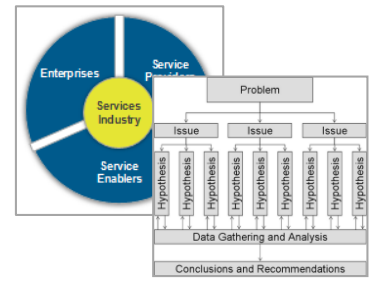 Enterprises
Service
Providers
Services
Industry
Service
Enablers
Problem
Issue
Issue
Issue
Hypothesis
Hypothesis
Hypothesis
Hypothesis
Hypothesis
Hypothesis
Hypothesis
Hypothesis
Hypothesis
Data Gathering and Analysis
Conclusions and Recommendations